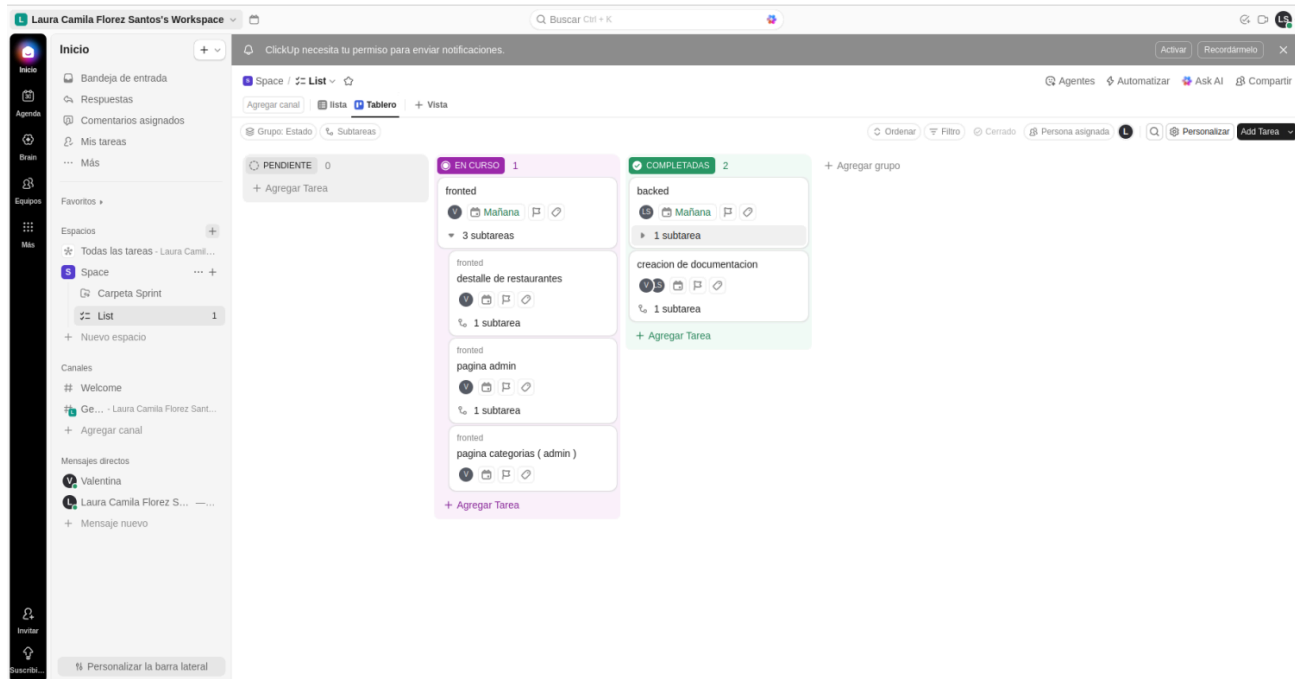 L Laura Camila Florez Santos's Workspace
Buscar Ctrl + K
LS
Inicio
Agenda
Brain
Equipos
Más
Invitar
Suscribi...
Inicio
Bandeja de entrada
Respuestas
Comentarios asignados
Mis tareas
Más
Favoritos
Espacios
Todas las tareas - Laura Camil...
S Space
Carpeta Sprint
List 1
Nuevo espacio
Canales
Welcome
Ge... - Laura Camila Florez Sant...
Agregar canal
Mensajes directos
V Valentina
L Laura Camila Florez S... —...
Mensaje nuevo
Personalizar la barra lateral
ClickUp necesita tu permiso para enviar notificaciones.
Activar Recordármelo
S Space / List
Agentes Automatizar Ask AI Compartir
Agregar canal lista Tablero + Vista
Grupo: Estado Subtareas
Ordenar Filtro Cerrado Persona asignada L Personalizar Add Tarea
PENDIENTE 0
+ Agregar Tarea
EN CURSO 1
fronted
V Mañana
3 subtareas
fronted
destalle de restaurantes
V
1 subtarea
fronted
pagina admin
V
1 subtarea
fronted
pagina categorias ( admin )
V
+ Agregar Tarea
COMPLETADAS 2
backed
LS Mañana
1 subtarea
creacion de documentacion
V LS
1 subtarea
+ Agregar Tarea
+ Agregar grupo